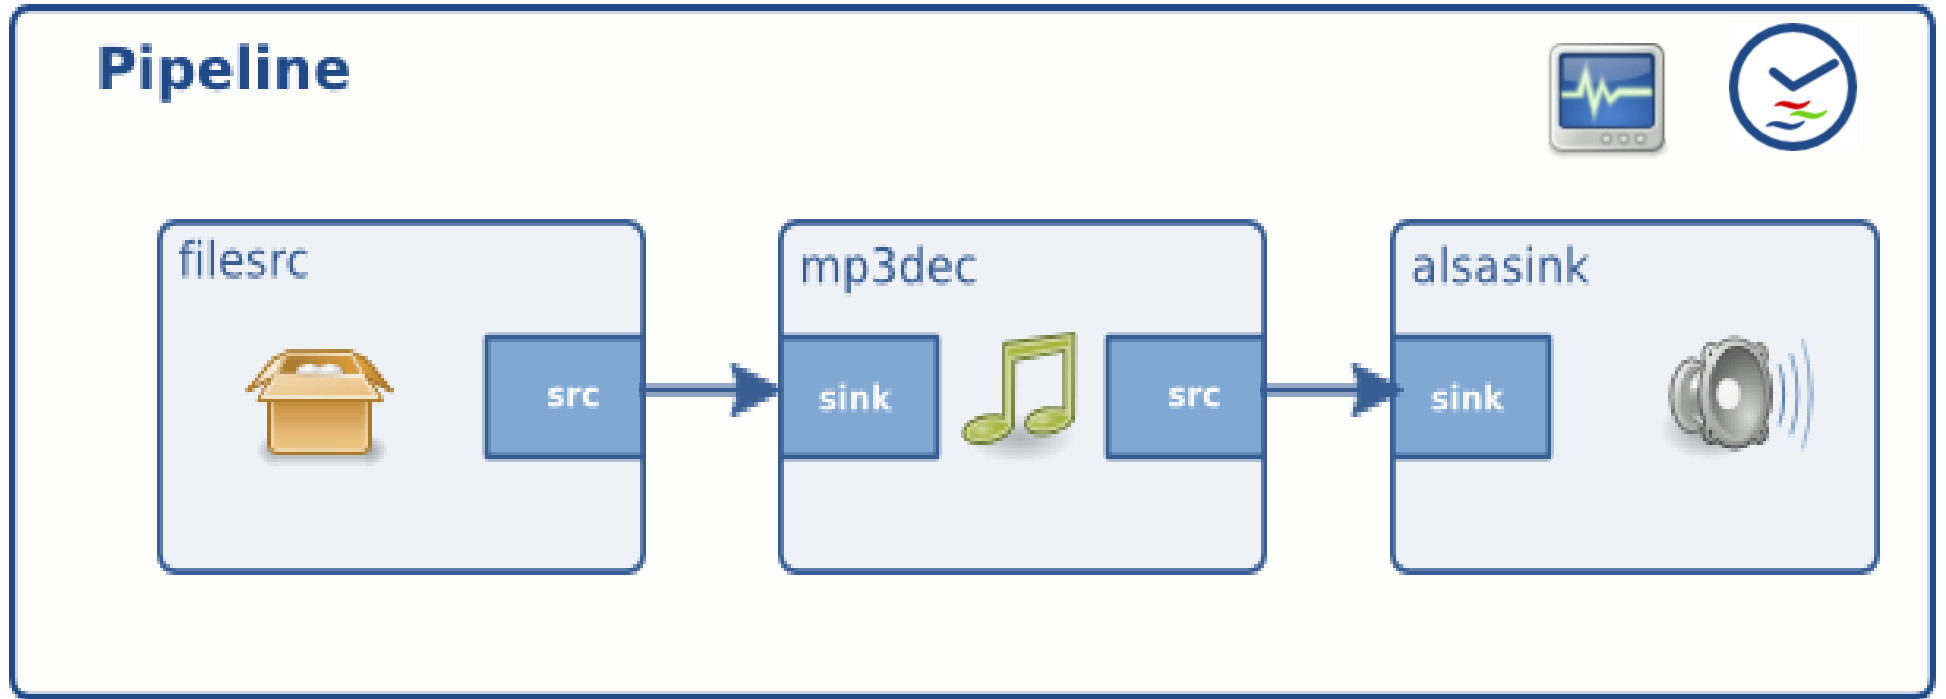 Pipeline
filesrc
mp3dec
alsasink
src
sink
src
sink